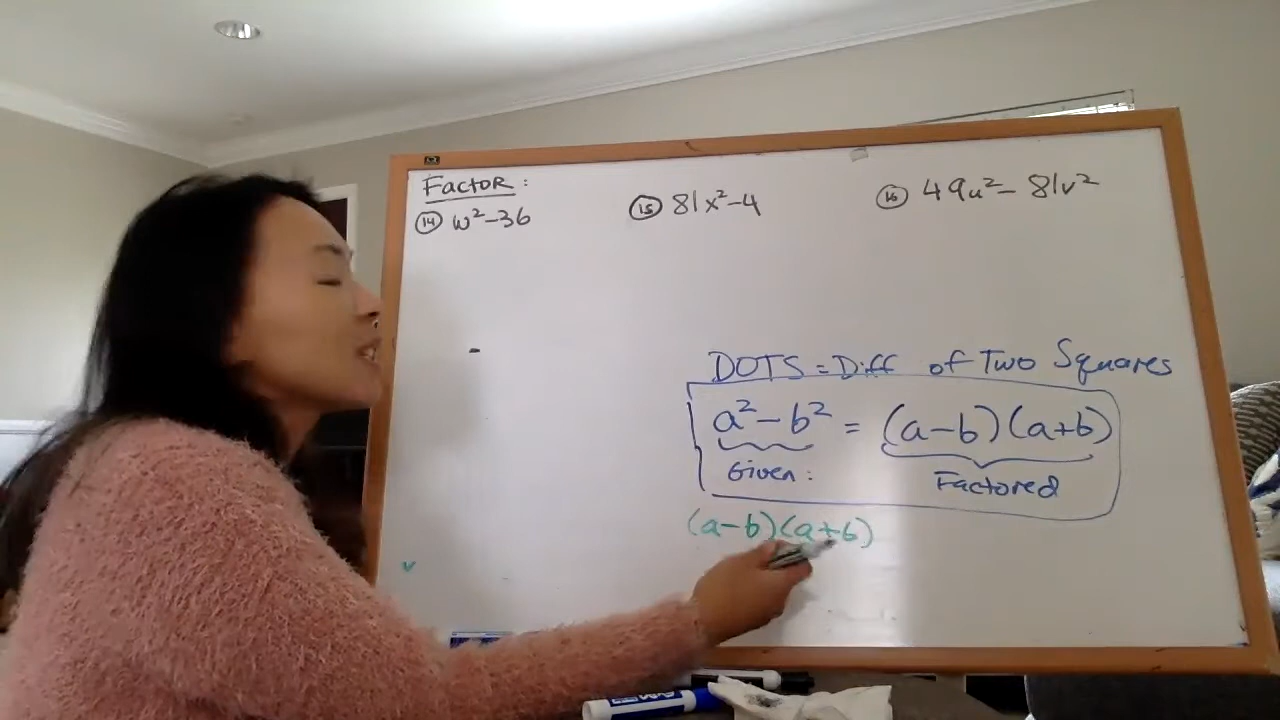 Factor:
14 w²-36
15 81x²-4
16 49u²-81v²
DOTS = Diff of Two Squares
a²-b² = (a-b)(a+b)
Given: Factored
(a-b)(a+b)